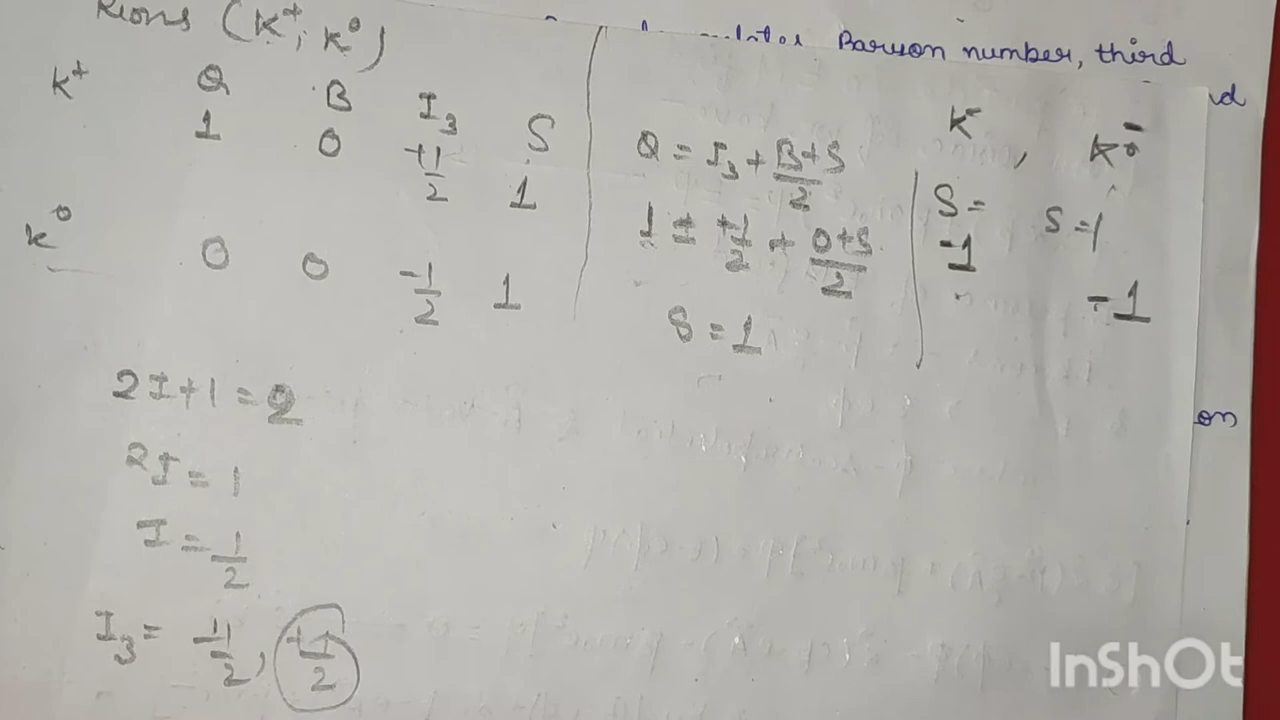 Kions (K⁺, K⁰)
Baryon number, third
K⁺ Q B I₃ S
1 0 +1/2 1
K⁰ 0 0 -1/2 1
2I+1=2
2I=1
I=1/2
I₃= -1/2, +1/2
Q = I₃ + B+S/2
1 = +1/2 + 0+S/2
S=1
K⁻, K̅⁰
S= -1
S=1
-1
on
InShOt